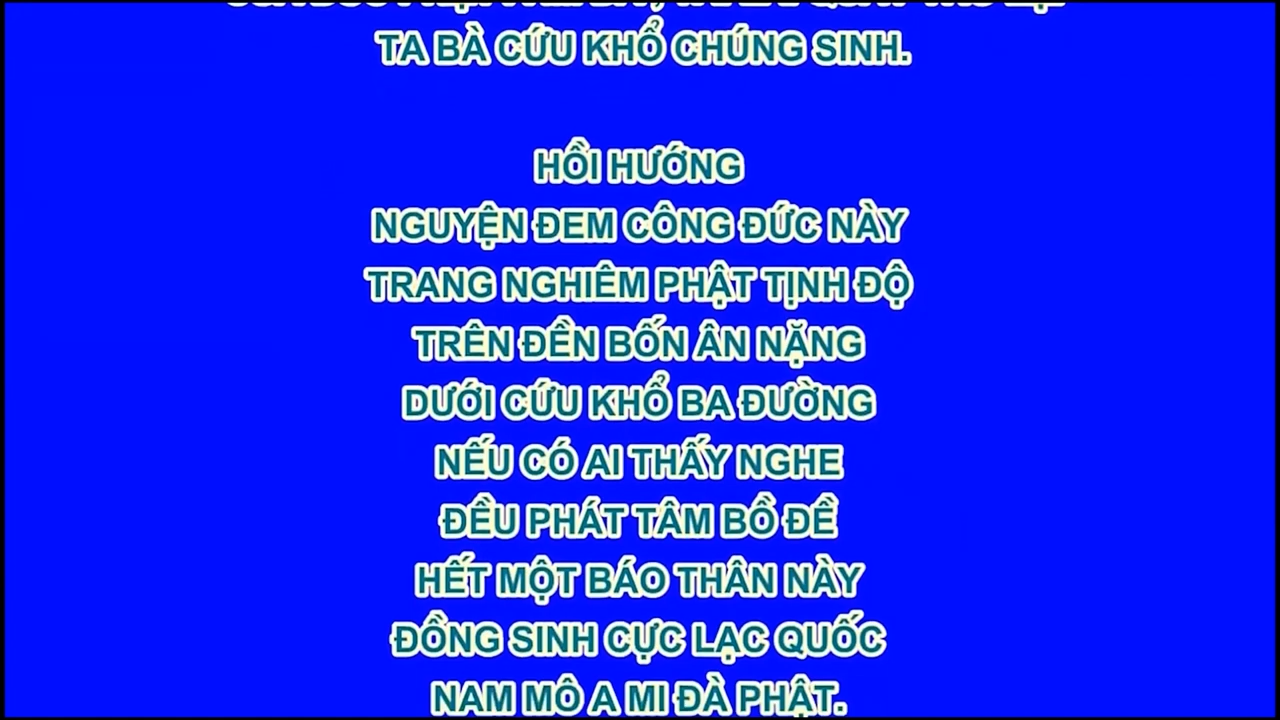 TA BÀ CỨU KHỔ CHÚNG SINH.
HỒI HƯỚNG
NGUYỆN ĐEM CÔNG ĐỨC NÀY
TRANG NGHIÊM PHẬT TỊNH ĐỘ
TRÊN ĐỀN BỐN ÂN NẶNG
DƯỚI CỨU KHỔ BA ĐƯỜNG
NẾU CÓ AI THẤY NGHE
ĐỀU PHÁT TÂM BỒ ĐỀ
HẾT MỘT BÁO THÂN NÀY
ĐỒNG SINH CỰC LẠC QUỐC
NAM MÔ A MI ĐÀ PHẬT.